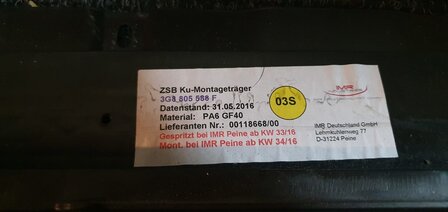 ZSB Ku-Montageträger
3G8 805 588 F
Datenstand: 31.05.2016
Material: PA6 GF40
Lieferanten Nr.: 00118668/00
Gespritzt bei IMR Peine ab KW 33/16
Mont. bei IMR Peine ab KW 34/16
03S
IMR
IMR Deutschland GmbH
Lehmkuhlenweg 77
D-31224 Peine